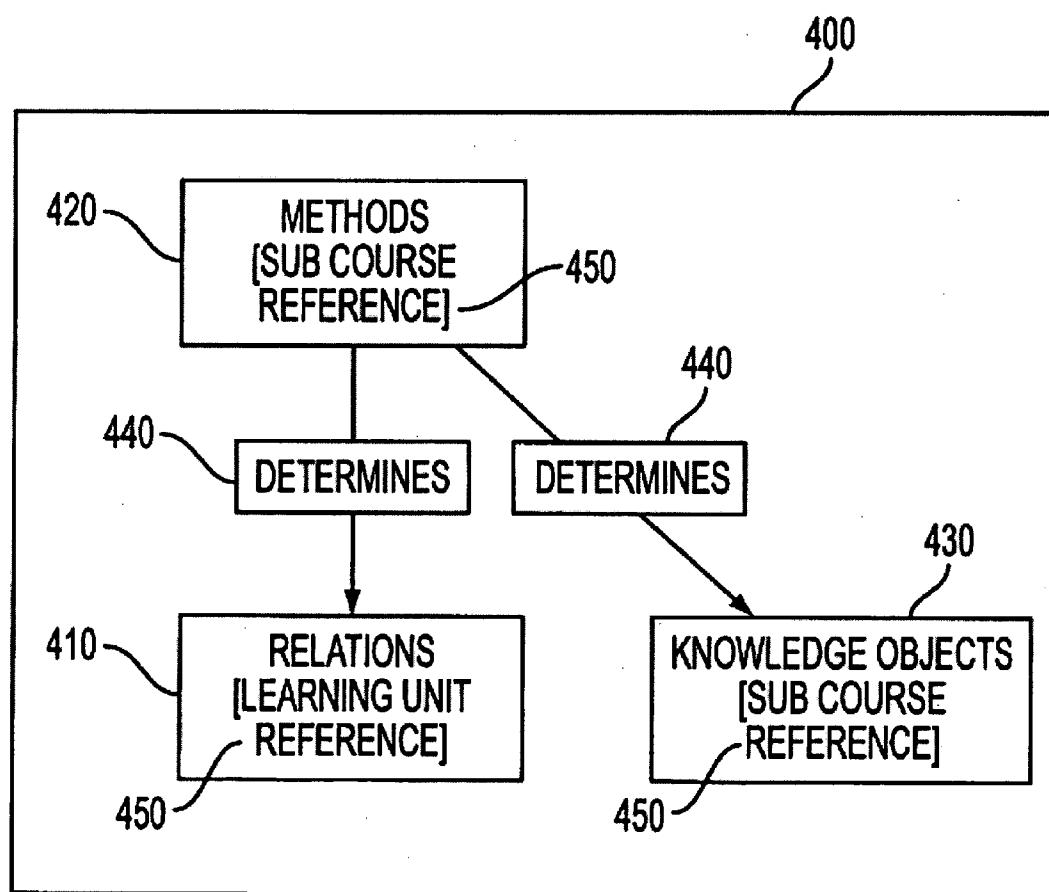 400
420
METHODS
[SUB COURSE
REFERENCE]
450
440
DETERMINES
440
DETERMINES
410
RELATIONS
[LEARNING UNIT
REFERENCE]
450
430
KNOWLEDGE OBJECTS
[SUB COURSE
REFERENCE]
450